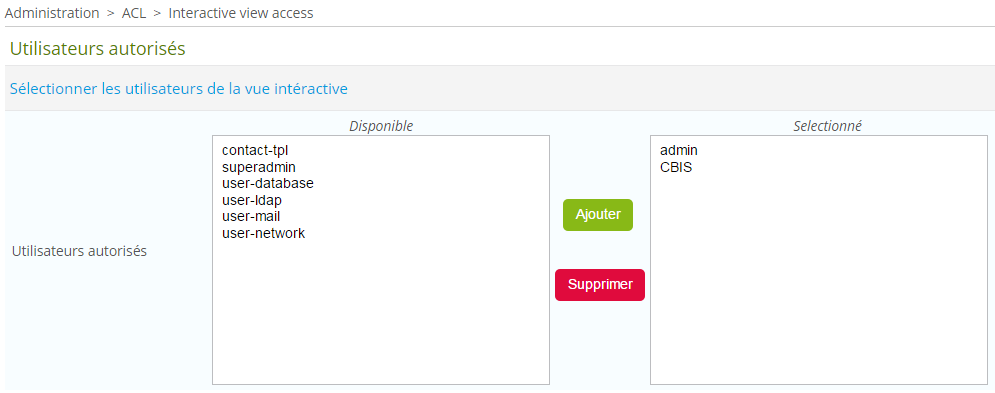 Administration > ACL > Interactive view access
Utilisateurs autorisés
Sélectionner les utilisateurs de la vue intéractive
Disponible
Selectionné
contact-tpl
superadmin
user-database
user-ldap
user-mail
user-network
admin
CBIS
Ajouter
Utilisateurs autorisés
Supprimer